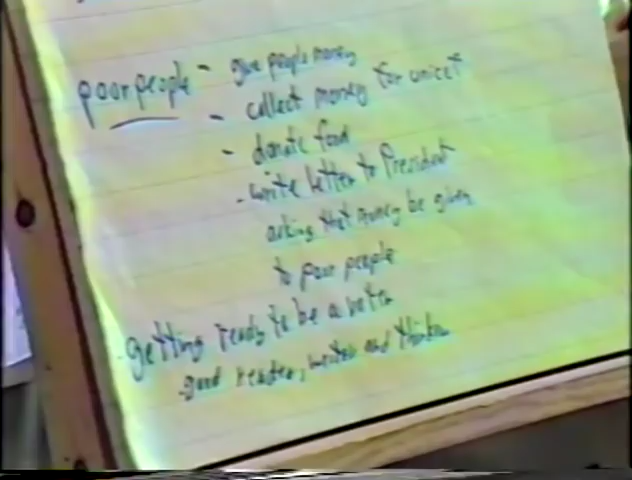 poor people - give people money
- collect money for unicef
- donate food
- write letter to President
asking that money be given
to poor people
getting ready to be a voter
-good reader, writer and thinker